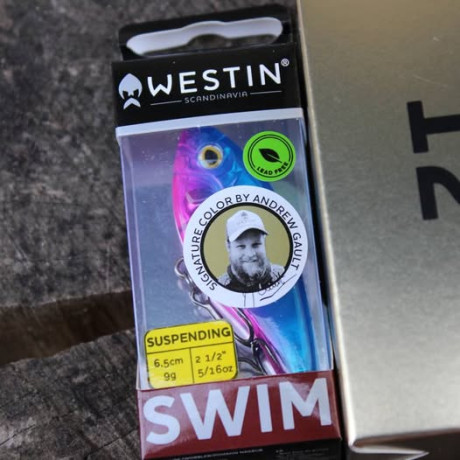 WESTIN®
SCANDINAVIA
LEAD FREE
SIGNATURE COLOR BY ANDREW GAULT
SUSPENDING
6.5cm 2 1/2"
9g 5/16oz
SWIM